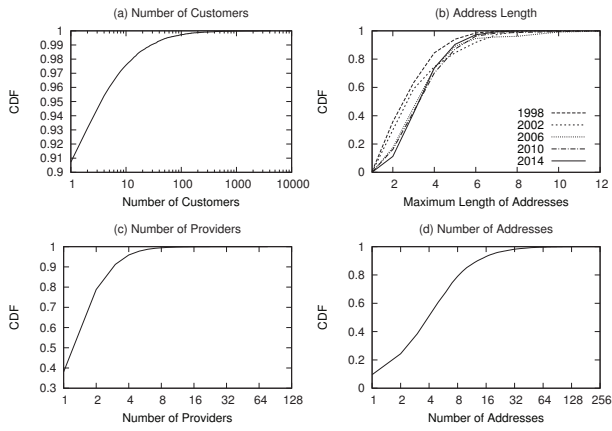 (a) Number of Customers
1
0.99
0.98
0.97
0.96
0.95
0.94
0.93
0.92
0.91
0.9
CDF
1 10 100 1000 10000
Number of Customers
(b) Address Length
1
0.8
0.6
0.4
0.2
0
CDF
1998
2002
2006
2010
2014
2 4 6 8 10 12
Maximum Length of Addresses
(c) Number of Providers
1
0.9
0.8
0.7
0.6
0.5
0.4
0.3
CDF
1 2 4 8 16 32 64 128
Number of Providers
(d) Number of Addresses
1
0.8
0.6
0.4
0.2
0
CDF
1 2 4 8 16 32 64 128 256
Number of Addresses